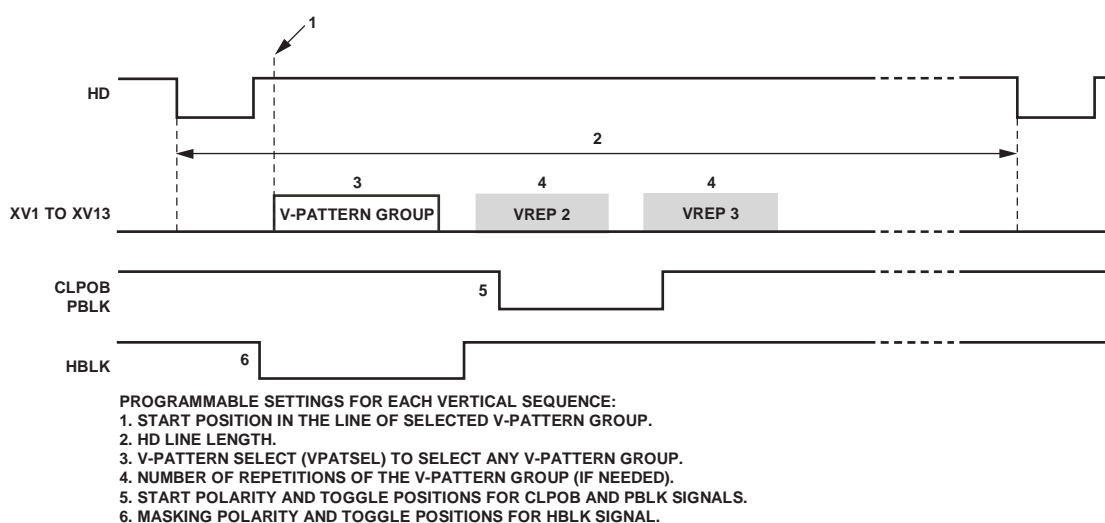 1
HD
2
3 4 4
XV1 TO XV13 V-PATTERN GROUP VREP 2 VREP 3
CLPOB
PBLK
5
HBLK
6
PROGRAMMABLE SETTINGS FOR EACH VERTICAL SEQUENCE:
1. START POSITION IN THE LINE OF SELECTED V-PATTERN GROUP.
2. HD LINE LENGTH.
3. V-PATTERN SELECT (VPATSEL) TO SELECT ANY V-PATTERN GROUP.
4. NUMBER OF REPETITIONS OF THE V-PATTERN GROUP (IF NEEDED).
5. START POLARITY AND TOGGLE POSITIONS FOR CLPOB AND PBLK SIGNALS.
6. MASKING POLARITY AND TOGGLE POSITIONS FOR HBLK SIGNAL.